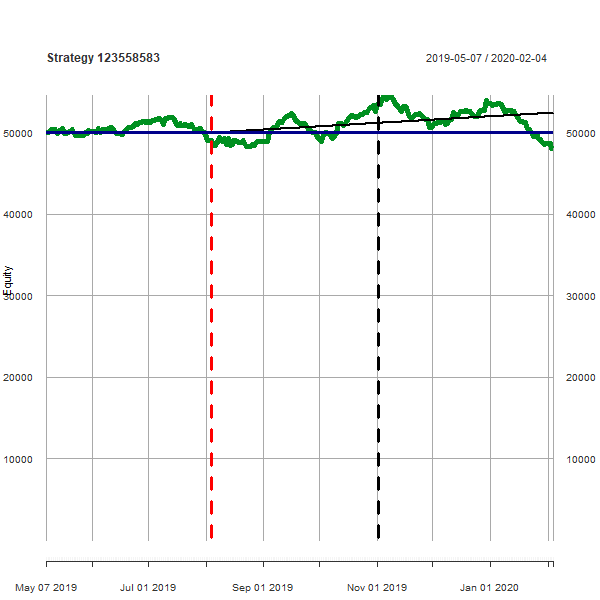 Strategy 123558583
2019-05-07 / 2020-02-04
50000 50000
40000 40000
Equity
30000 30000
20000 20000
10000 10000
May 07 2019 Jul 01 2019 Sep 01 2019 Nov 01 2019 Jan 01 2020